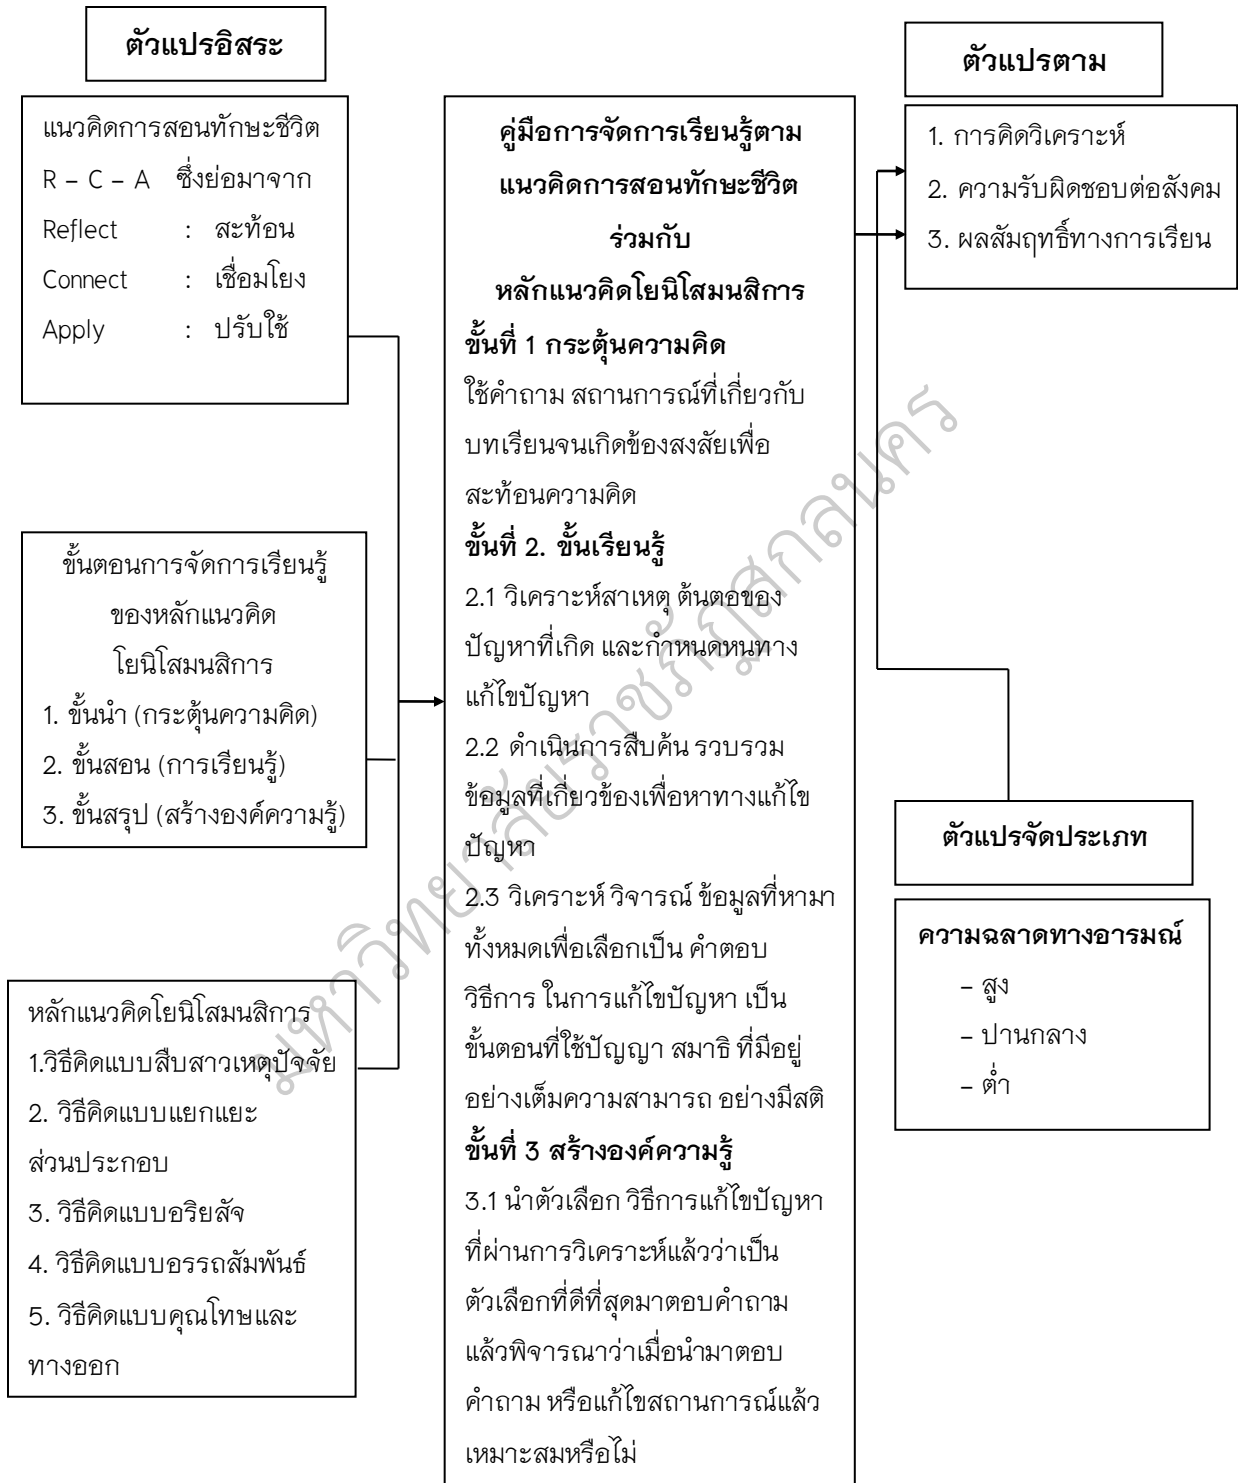 ตัวแปรอิสระ
แนวคิดการสอนทักษะชีวิต
R – C – A ซึ่งย่อมาจาก
Reflect : สะท้อน
Connect : เชื่อมโยง
Apply : ปรับใช้
ขั้นตอนการจัดการเรียนรู้
ของหลักแนวคิด
โยนิโสมนสิการ
1. ขั้นนำ (กระตุ้นความคิด)
2. ขั้นสอน (การเรียนรู้)
3. ขั้นสรุป (สร้างองค์ความรู้)
หลักแนวคิดโยนิโสมนสิการ
1.วิธีคิดแบบสืบสาวเหตุปัจจัย
2. วิธีคิดแบบแยกแยะ
ส่วนประกอบ
3. วิธีคิดแบบอริยสัจ
4. วิธีคิดแบบอรรถสัมพันธ์
5. วิธีคิดแบบคุณโทษและ
ทางออก
คู่มือการจัดการเรียนรู้ตาม
แนวคิดการสอนทักษะชีวิต
ร่วมกับ
หลักแนวคิดโยนิโสมนสิการ
ขั้นที่ 1 กระตุ้นความคิด
ใช้คำถาม สถานการณ์ที่เกี่ยวกับ
บทเรียนจนเกิดข้องสงสัยเพื่อ
สะท้อนความคิด
ขั้นที่ 2. ขั้นเรียนรู้
2.1 วิเคราะห์สาเหตุ ต้นตอของ
ปัญหาที่เกิด และกำหนดหนทาง
แก้ไขปัญหา
2.2 ดำเนินการสืบค้น รวบรวม
ข้อมูลที่เกี่ยวข้องเพื่อหาทางแก้ไข
ปัญหา
2.3 วิเคราะห์ วิจารณ์ ข้อมูลที่หามา
ทั้งหมดเพื่อเลือกเป็น คำตอบ
วิธีการ ในการแก้ไขปัญหา เป็น
ขั้นตอนที่ใช้ปัญญา สมาธิ ที่มีอยู่
อย่างเต็มความสามารถ อย่างมีสติ
ขั้นที่ 3 สร้างองค์ความรู้
3.1 นำตัวเลือก วิธีการแก้ไขปัญหา
ที่ผ่านการวิเคราะห์แล้วว่าเป็น
ตัวเลือกที่ดีที่สุดมาตอบคำถาม
แล้วพิจารณาว่าเมื่อนำมาตอบ
คำถาม หรือแก้ไขสถานการณ์แล้ว
เหมาะสมหรือไม่
ตัวแปรตาม
1. การคิดวิเคราะห์
2. ความรับผิดชอบต่อสังคม
3. ผลสัมฤทธิ์ทางการเรียน
ตัวแปรจัดประเภท
ความฉลาดทางอารมณ์
– สูง
– ปานกลาง
– ต่ำ
มหาวิทยาลัยราชภัฏสกลนคร